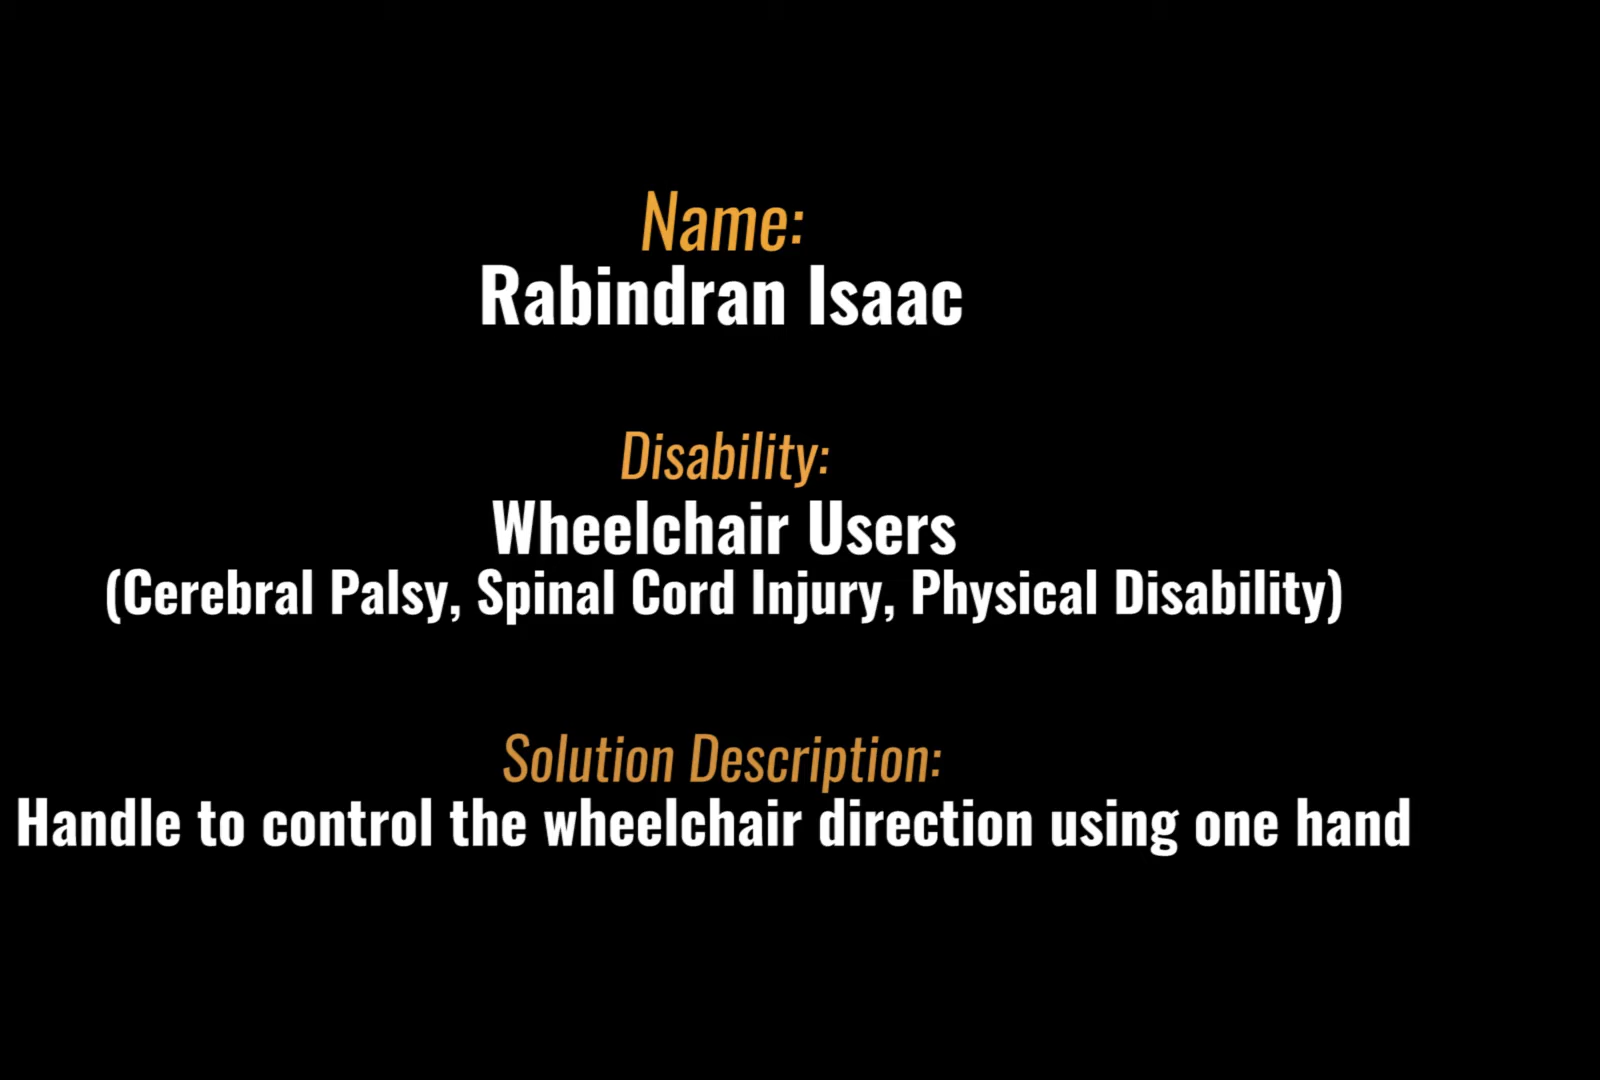 Name:
Rabindran Isaac
Disability:
Wheelchair Users
(Cerebral Palsy, Spinal Cord Injury, Physical Disability)
Solution Description:
Handle to control the wheelchair direction using one hand